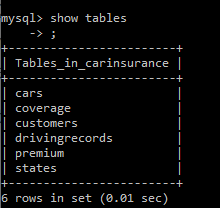 mysql> show tables
    -> ;
+------------------------+
| Tables_in_carinsurance |
+------------------------+
| cars                   |
| coverage               |
| customers              |
| drivingrecords         |
| premium                |
| states                 |
+------------------------+
6 rows in set (0.01 sec)